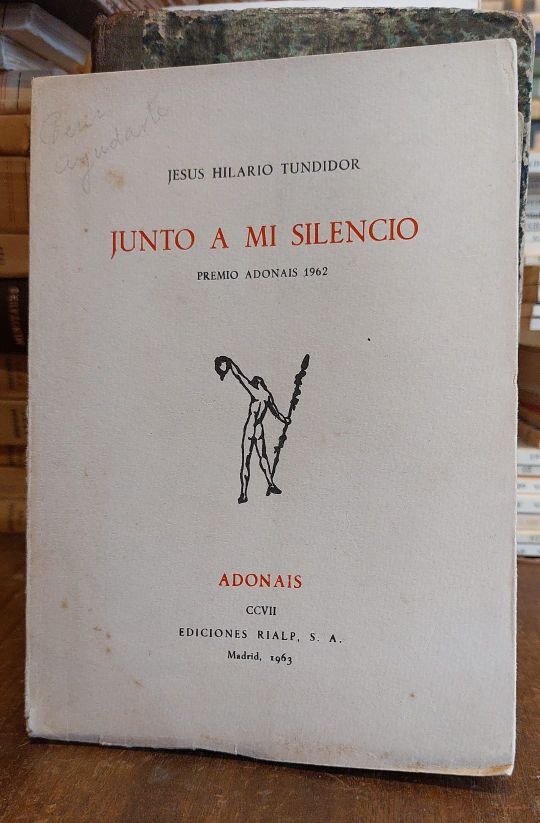 JESUS HILARIO TUNDIDOR
JUNTO A MI SILENCIO
PREMIO ADONAIS 1962
ADONAIS
CCVII
EDICIONES RIALP, S. A.
Madrid, 1963